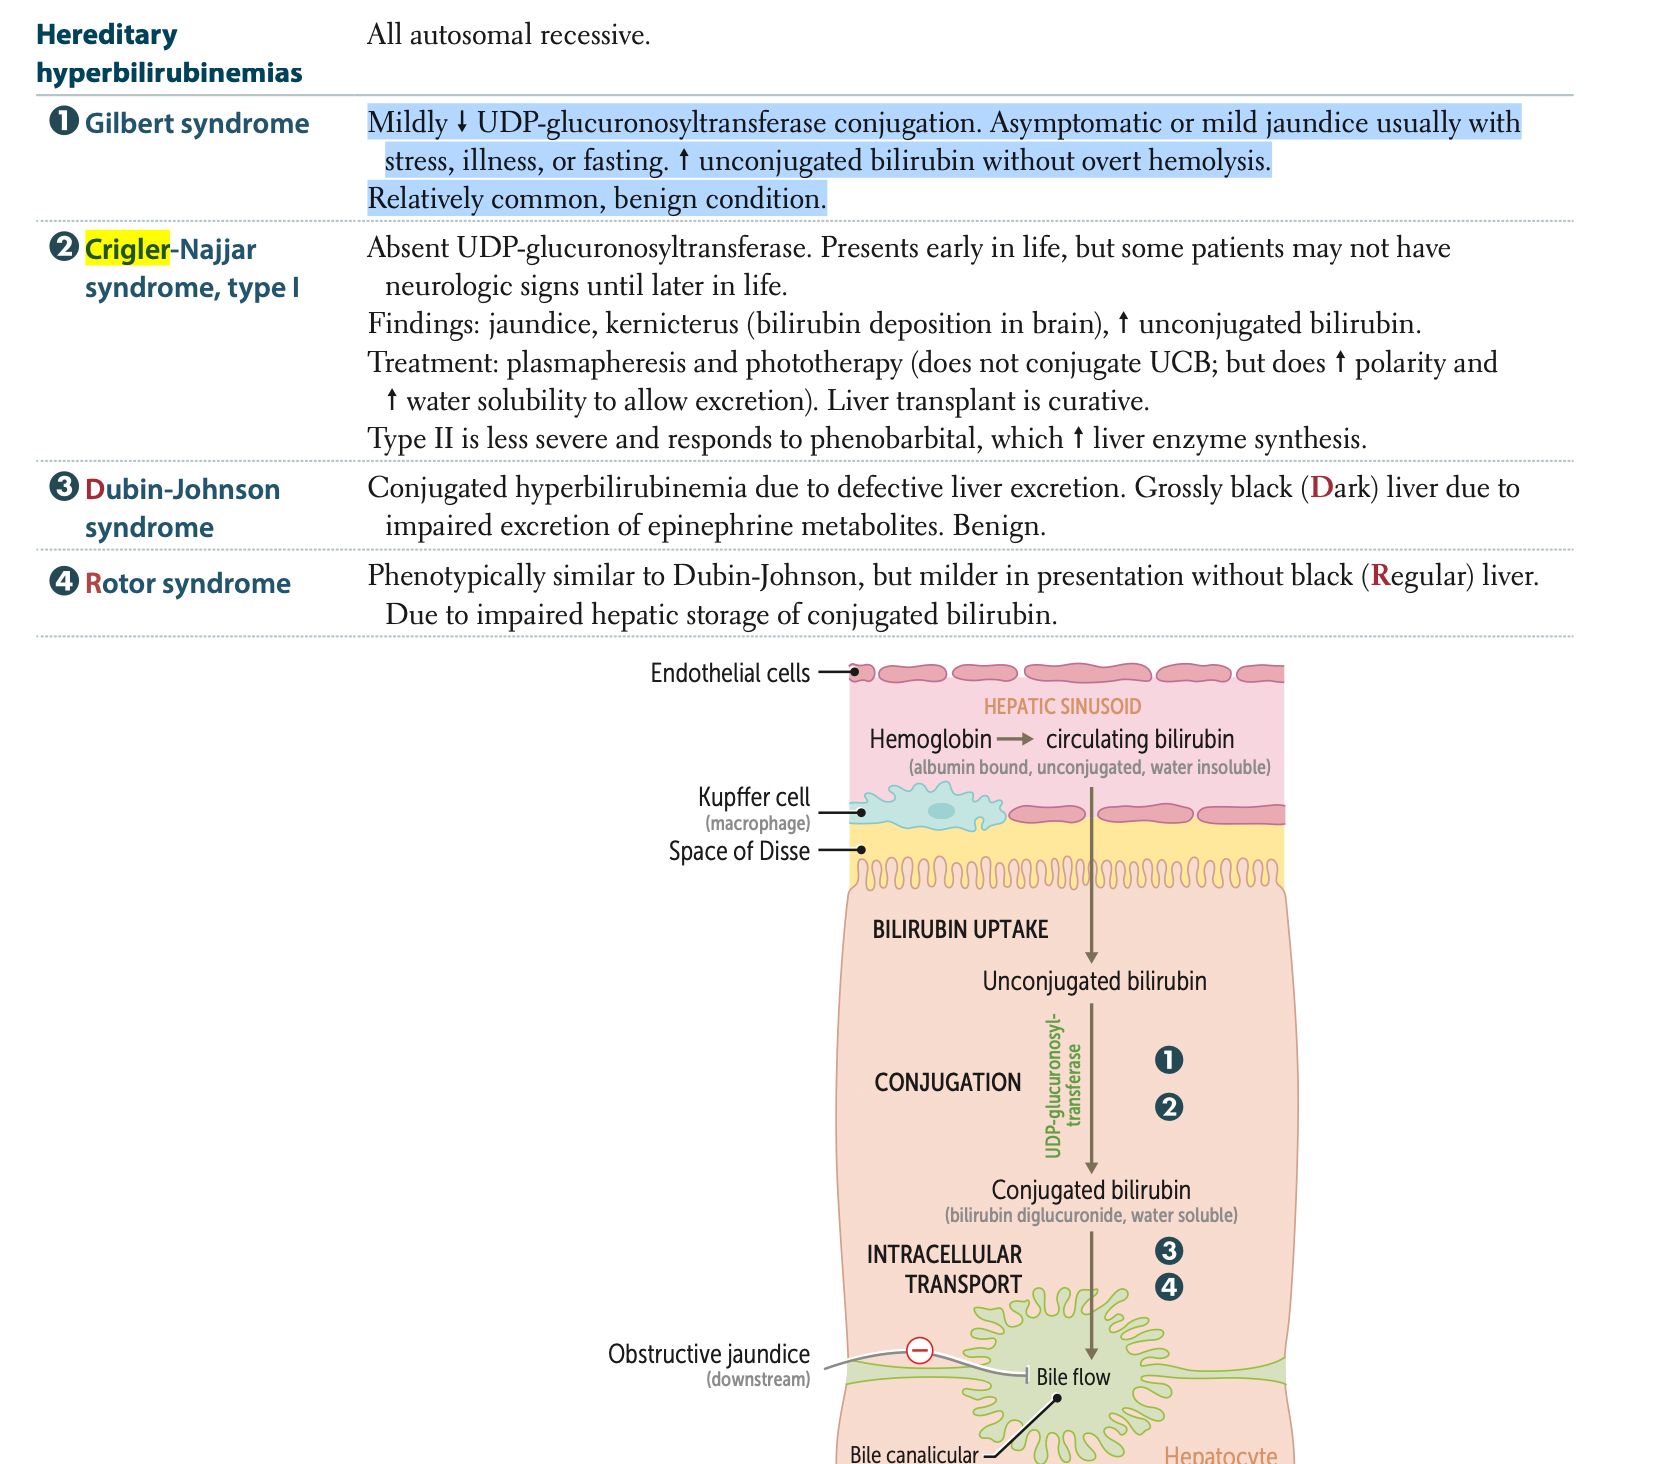 Hereditary hyperbilirubinemias
All autosomal recessive.
❶ Gilbert syndrome
Mildly ↓ UDP-glucuronosyltransferase conjugation. Asymptomatic or mild jaundice usually with
stress, illness, or fasting. ↑ unconjugated bilirubin without overt hemolysis.
Relatively common, benign condition.
❷ Crigler-Najjar
syndrome, type I
Absent UDP-glucuronosyltransferase. Presents early in life, but some patients may not have
neurologic signs until later in life.
Findings: jaundice, kernicterus (bilirubin deposition in brain), ↑ unconjugated bilirubin.
Treatment: plasmapheresis and phototherapy (does not conjugate UCB; but does ↑ polarity and
↑ water solubility to allow excretion). Liver transplant is curative.
Type II is less severe and responds to phenobarbital, which ↑ liver enzyme synthesis.
❸ Dubin-Johnson
syndrome
Conjugated hyperbilirubinemia due to defective liver excretion. Grossly black (Dark) liver due to
impaired excretion of epinephrine metabolites. Benign.
❹ Rotor syndrome
Phenotypically similar to Dubin-Johnson, but milder in presentation without black (Regular) liver.
Due to impaired hepatic storage of conjugated bilirubin.
Endothelial cells
HEPATIC SINUSOID
Hemoglobin → circulating bilirubin
(albumin bound, unconjugated, water insoluble)
Kupffer cell
(macrophage)
Space of Disse
BILIRUBIN UPTAKE
Unconjugated bilirubin
UDP-glucuronosyl-
transferase
CONJUGATION
❶
❷
Conjugated bilirubin
(bilirubin diglucuronide, water soluble)
INTRACELLULAR
TRANSPORT
❸
❹
Obstructive jaundice
(downstream)
Bile flow
Bile canalicular
Hepatocyte